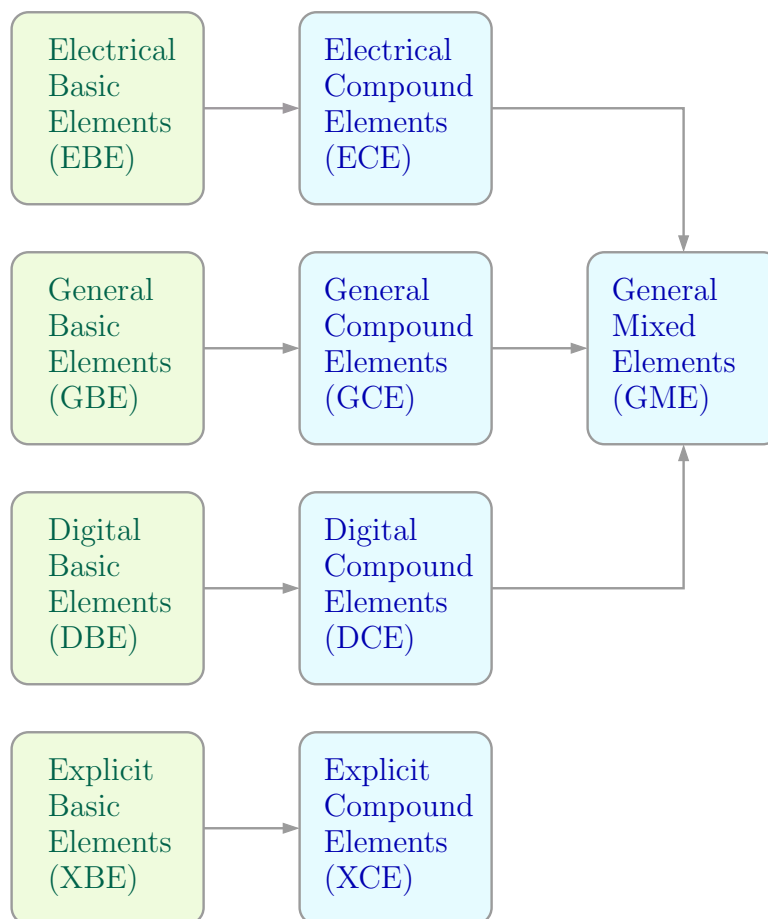 Electrical
Basic
Elements
(EBE)
Electrical
Compound
Elements
(ECE)
General
Basic
Elements
(GBE)
General
Compound
Elements
(GCE)
General
Mixed
Elements
(GME)
Digital
Basic
Elements
(DBE)
Digital
Compound
Elements
(DCE)
Explicit
Basic
Elements
(XBE)
Explicit
Compound
Elements
(XCE)